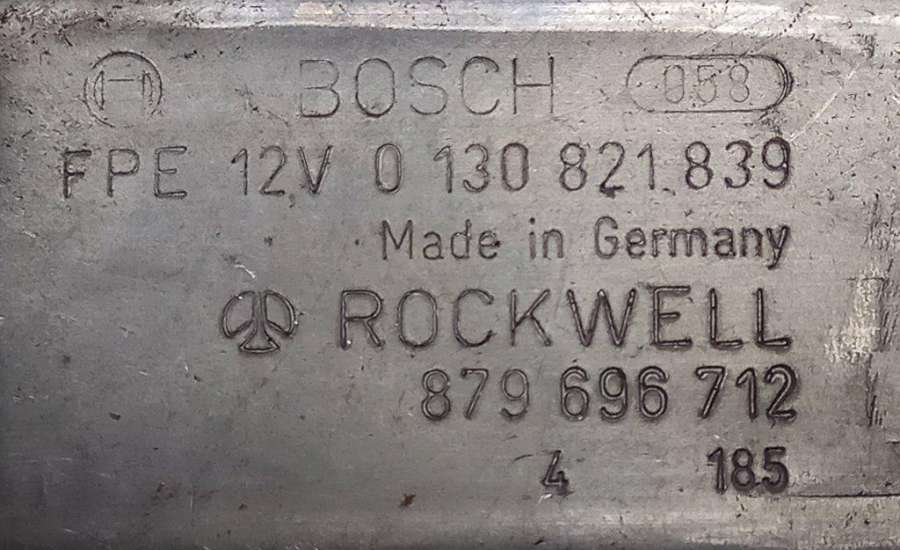 BOSCH 058
FPE 12V 0 130 821.839
Made in Germany
ROCKWELL
879 696 712
4 185